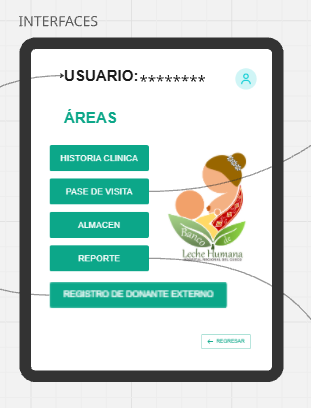 INTERFACES
USUARIO:********
ÁREAS
HISTORIA CLINICA
PASE DE VISITA
ALMACEN
REPORTE
REGISTRO DE DONANTE EXTERNO
Banco de
Leche Humana
REGRESAR